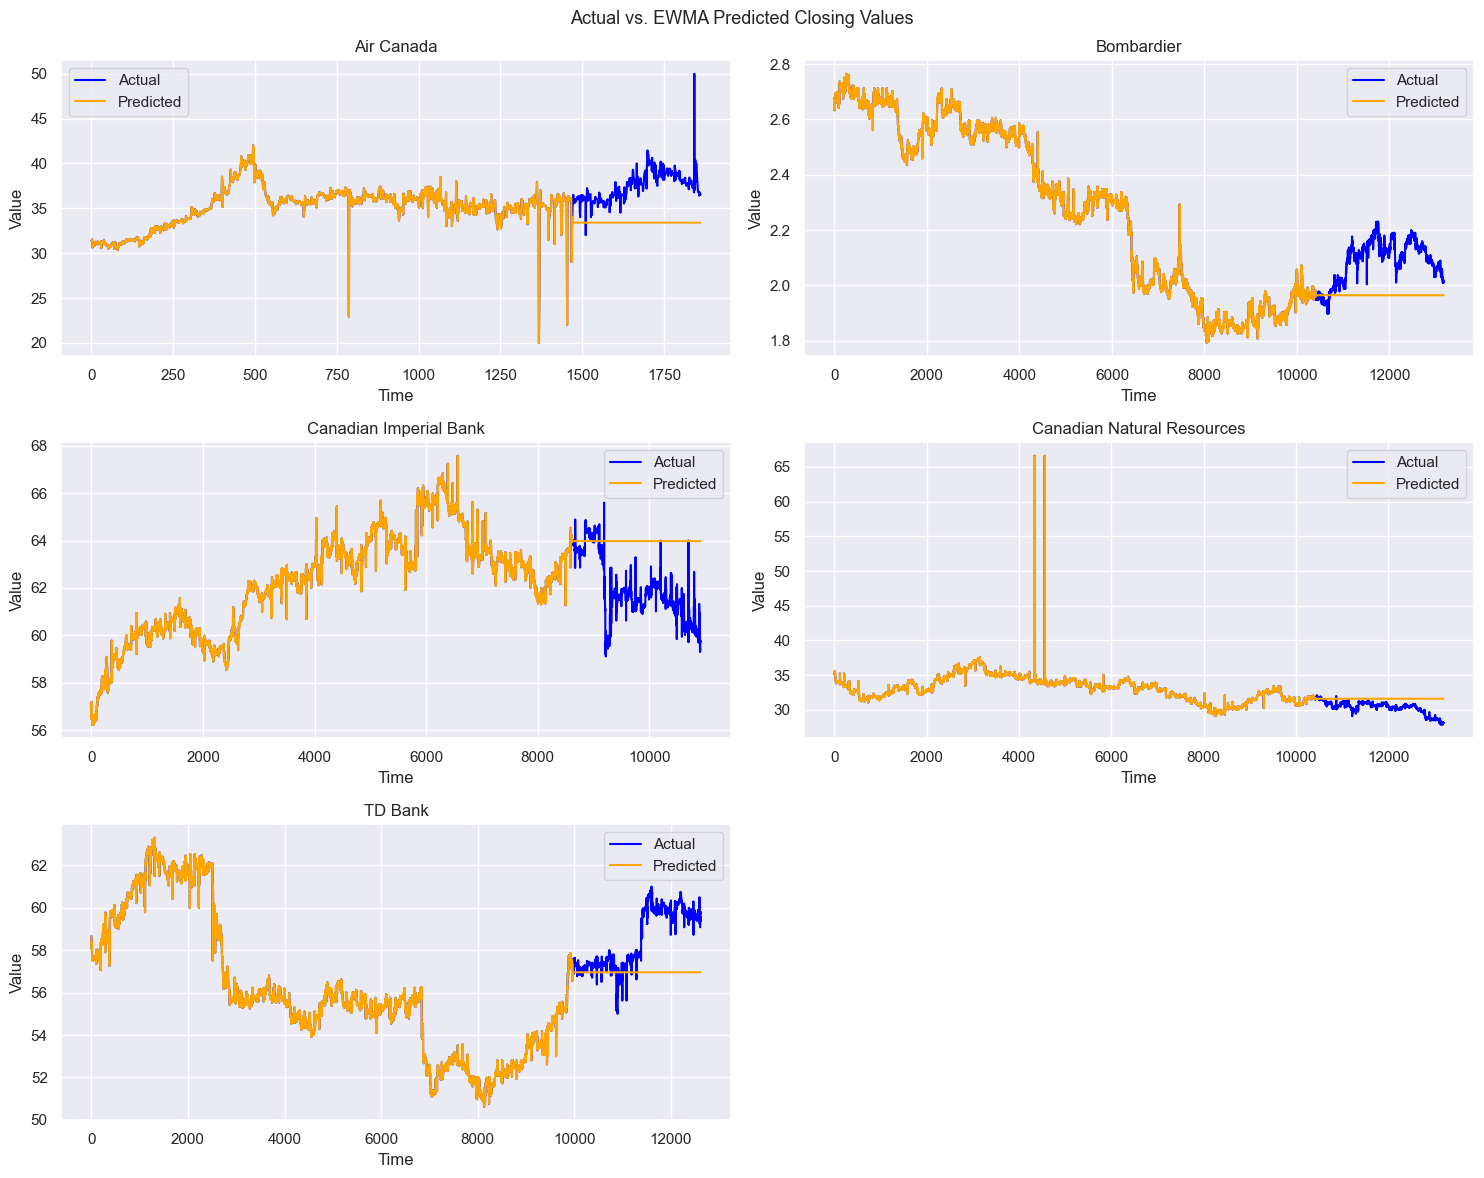 Actual vs. EWMA Predicted Closing Values
Air Canada
Actual
Predicted
Value
50
45
40
35
30
25
20
0 250 500 750 1000 1250 1500 1750
Time
Bombardier
Actual
Predicted
Value
2.8
2.6
2.4
2.2
2.0
1.8
0 2000 4000 6000 8000 10000 12000
Time
Canadian Imperial Bank
Actual
Predicted
Value
68
66
64
62
60
58
56
0 2000 4000 6000 8000 10000
Time
Canadian Natural Resources
Actual
Predicted
Value
65
60
55
50
45
40
35
30
0 2000 4000 6000 8000 10000 12000
Time
TD Bank
Actual
Predicted
Value
62
60
58
56
54
52
50
0 2000 4000 6000 8000 10000 12000
Time